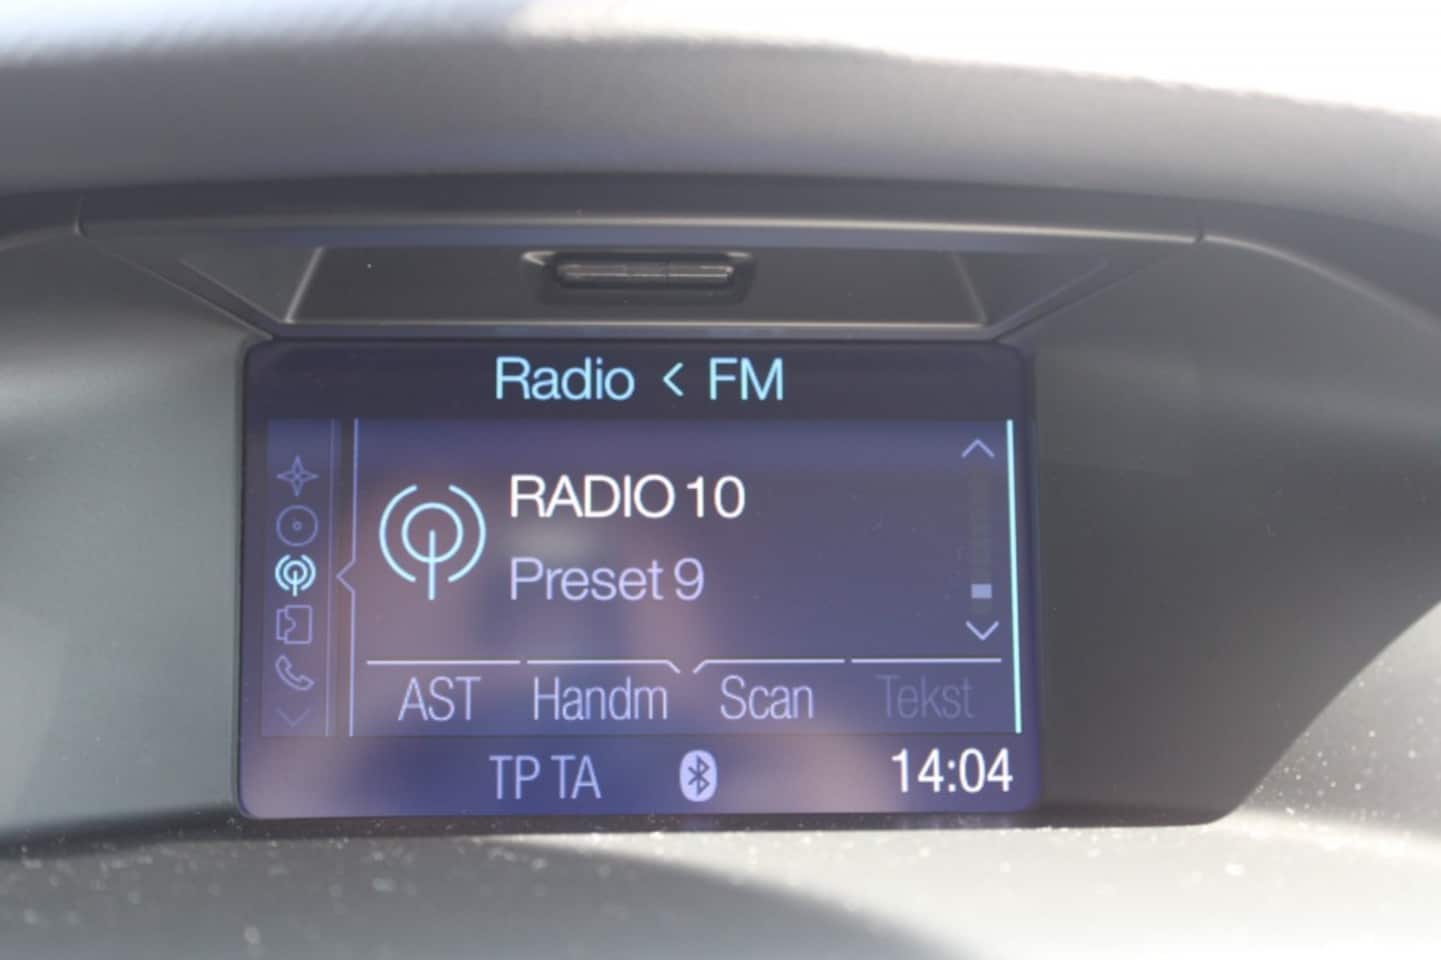 Radio < FM
RADIO 10
Preset 9
AST Handm Scan Tekst
TP TA 14:04